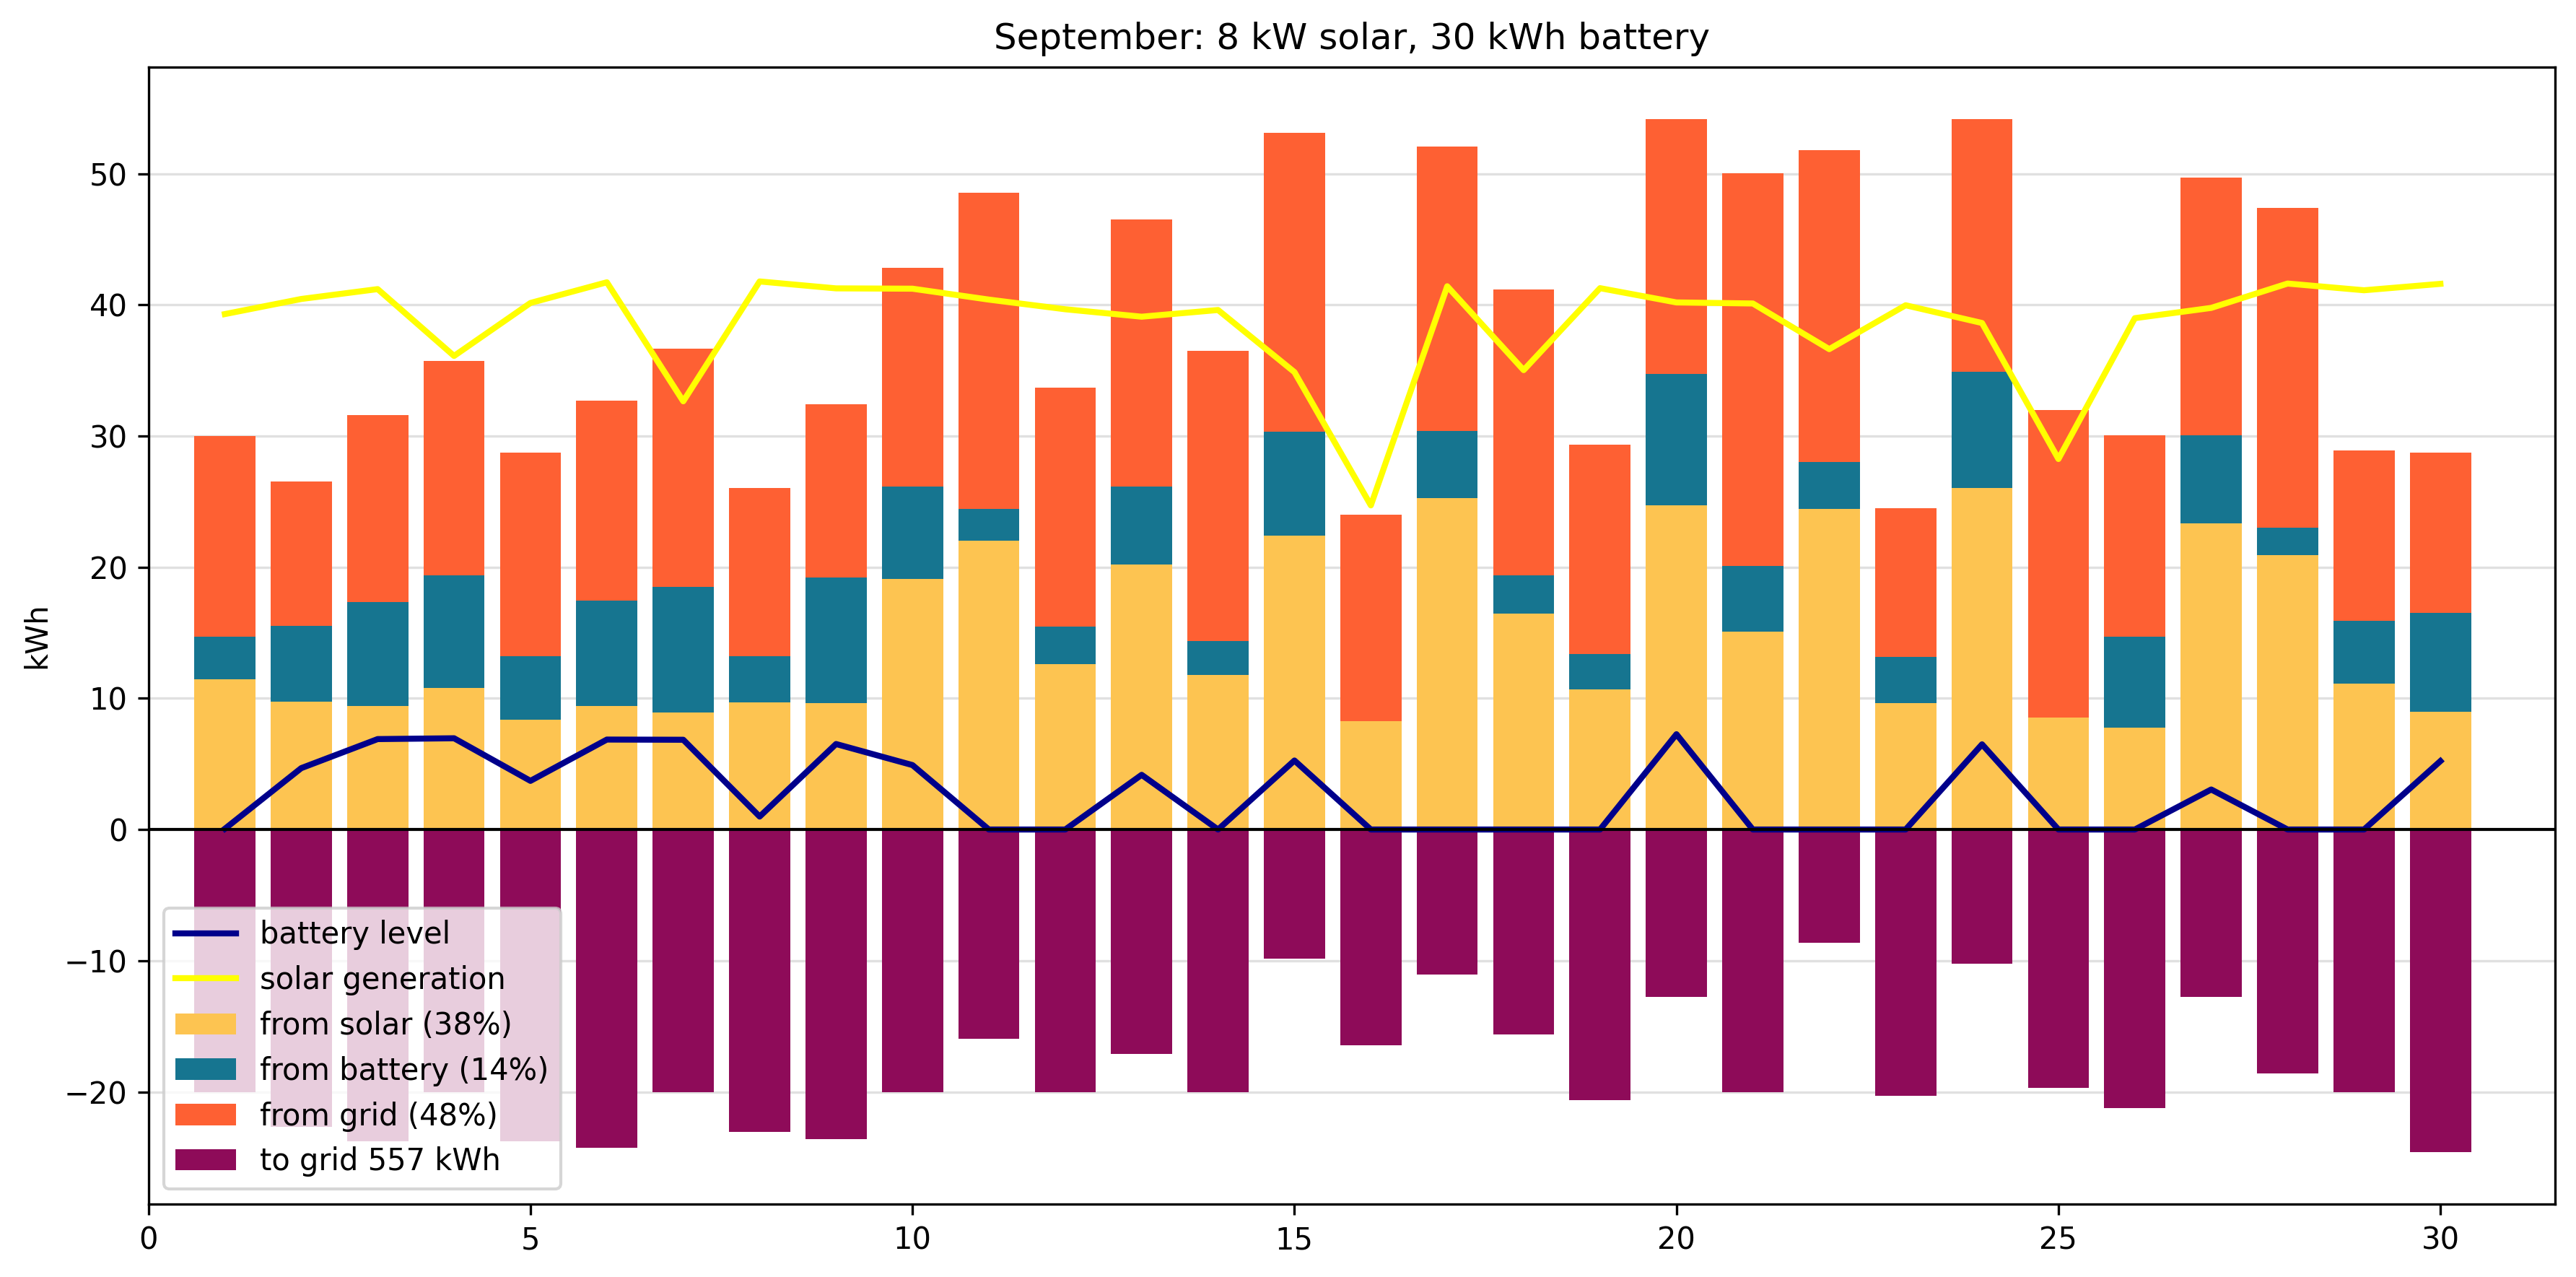 September: 8 kW solar, 30 kWh battery
kWh
50
40
30
20
10
0
−10
−20
battery level
solar generation
from solar (38%)
from battery (14%)
from grid (48%)
to grid 557 kWh
0 5 10 15 20 25 30